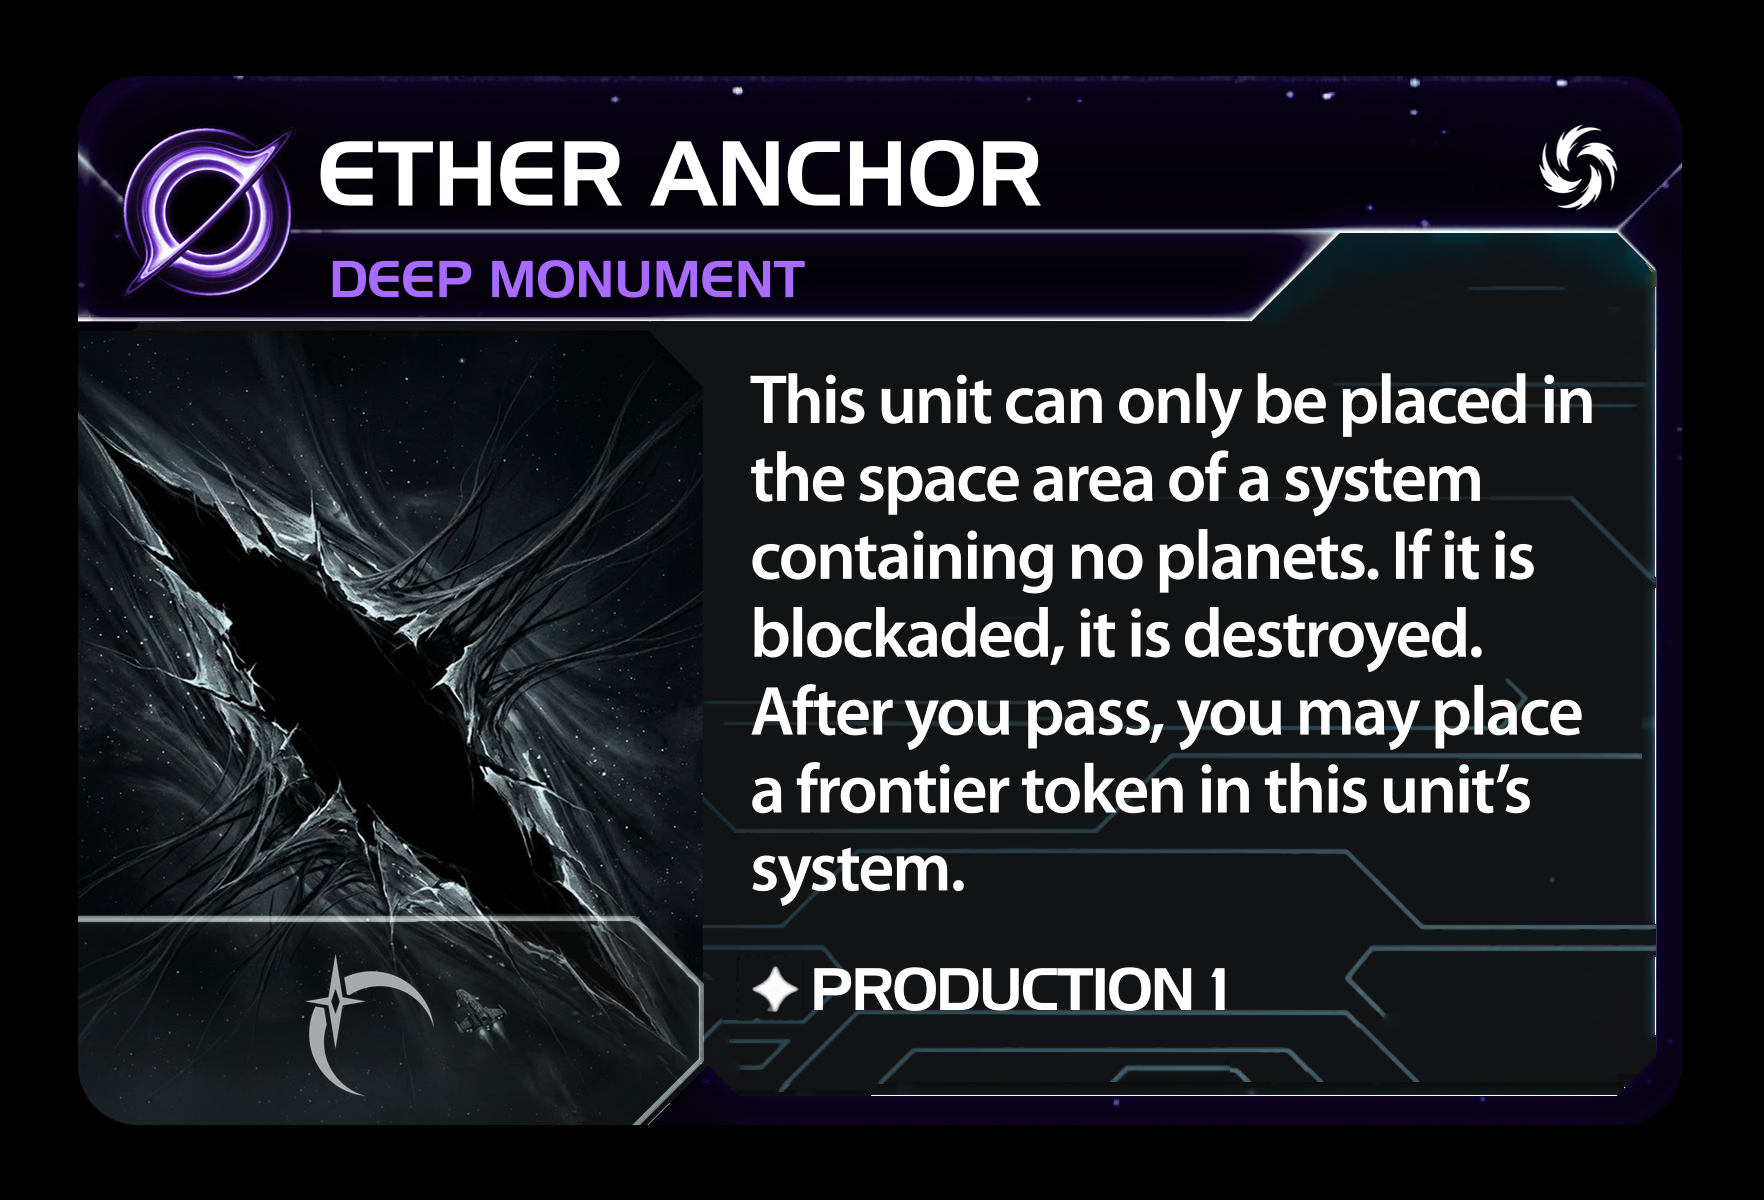 ETHER ANCHOR
DEEP MONUMENT
This unit can only be placed in
the space area of a system
containing no planets. If it is
blockaded, it is destroyed.
After you pass, you may place
a frontier token in this unit’s
system.
PRODUCTION 1